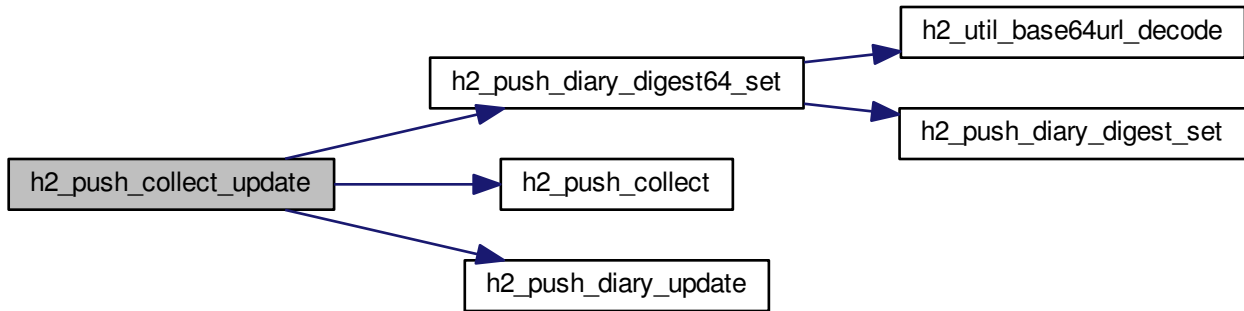 h2_util_base64url_decode
h2_push_diary_digest64_set
h2_push_diary_digest_set
h2_push_collect_update
h2_push_collect
h2_push_diary_update